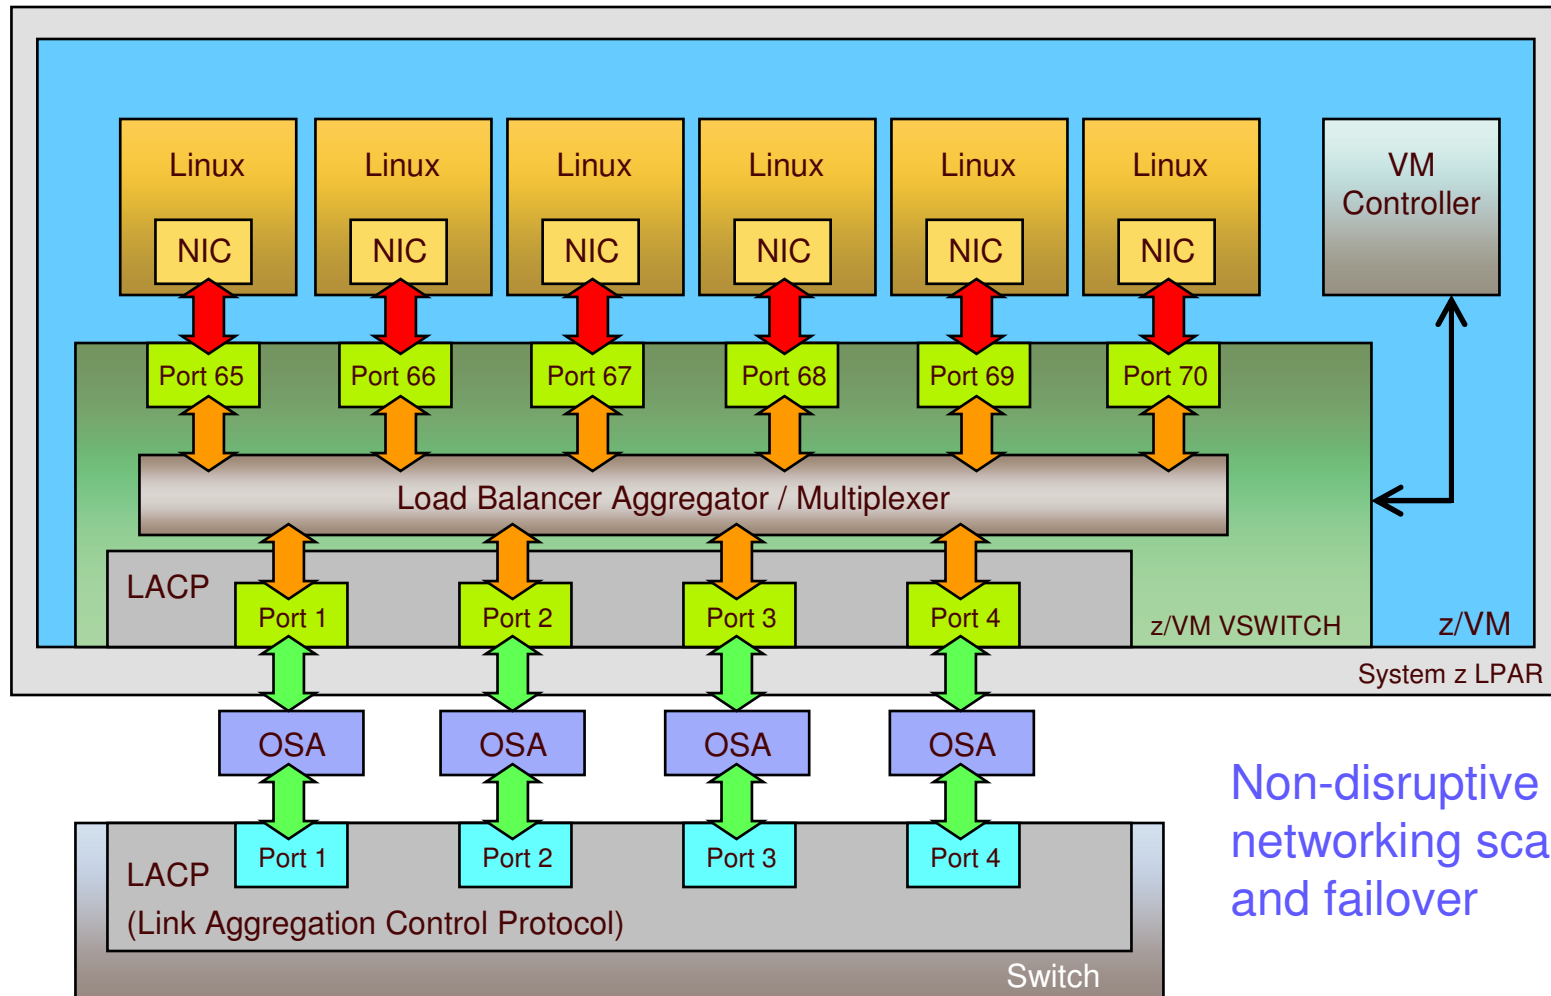 Linux Linux Linux Linux Linux Linux VM
Controller
NIC NIC NIC NIC NIC NIC
Port 65 Port 66 Port 67 Port 68 Port 69 Port 70
Load Balancer Aggregator / Multiplexer
LACP
Port 1 Port 2 Port 3 Port 4
z/VM VSWITCH
z/VM
System z LPAR
OSA OSA OSA OSA
Non-disruptive
networking sca
and failover
Port 1 Port 2 Port 3 Port 4
LACP
(Link Aggregation Control Protocol)
Switch